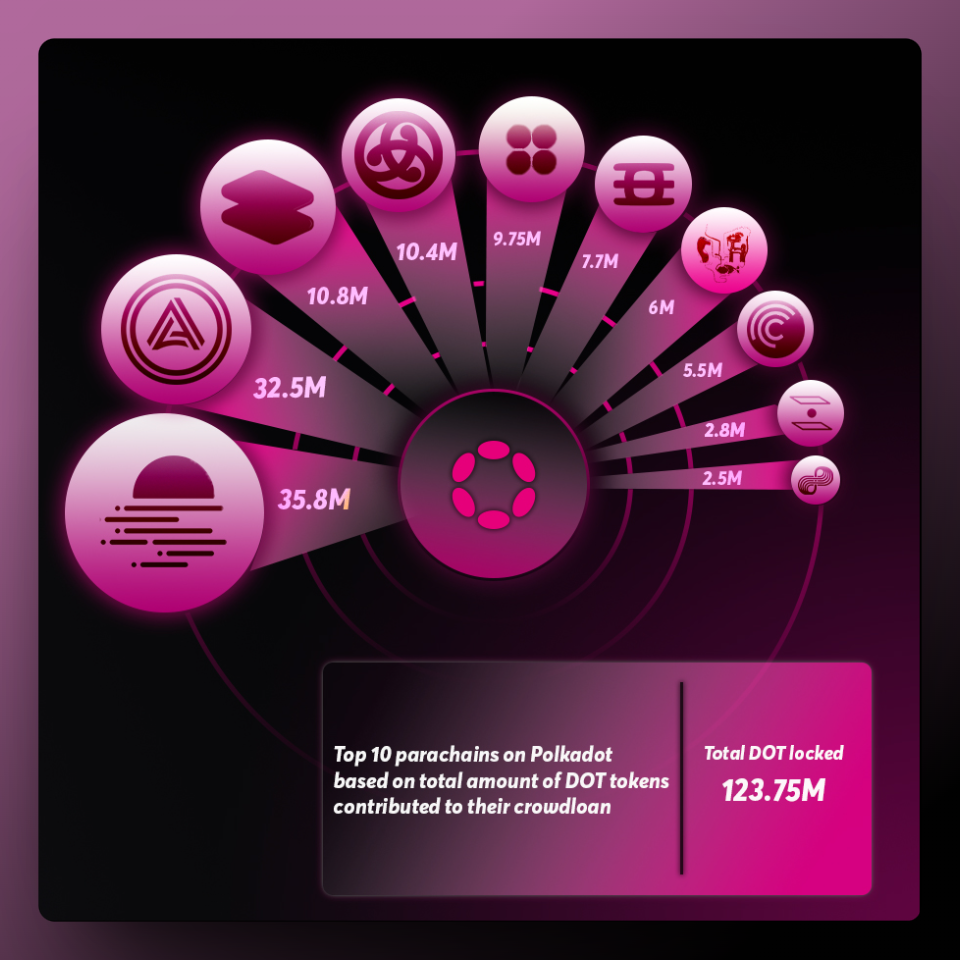 35.8M
32.5M
10.8M
10.4M
9.75M
7.7M
6M
5.5M
2.8M
2.5M
Top 10 parachains on Polkadot
based on total amount of DOT tokens
contributed to their crowdloan
Total DOT locked
123.75M